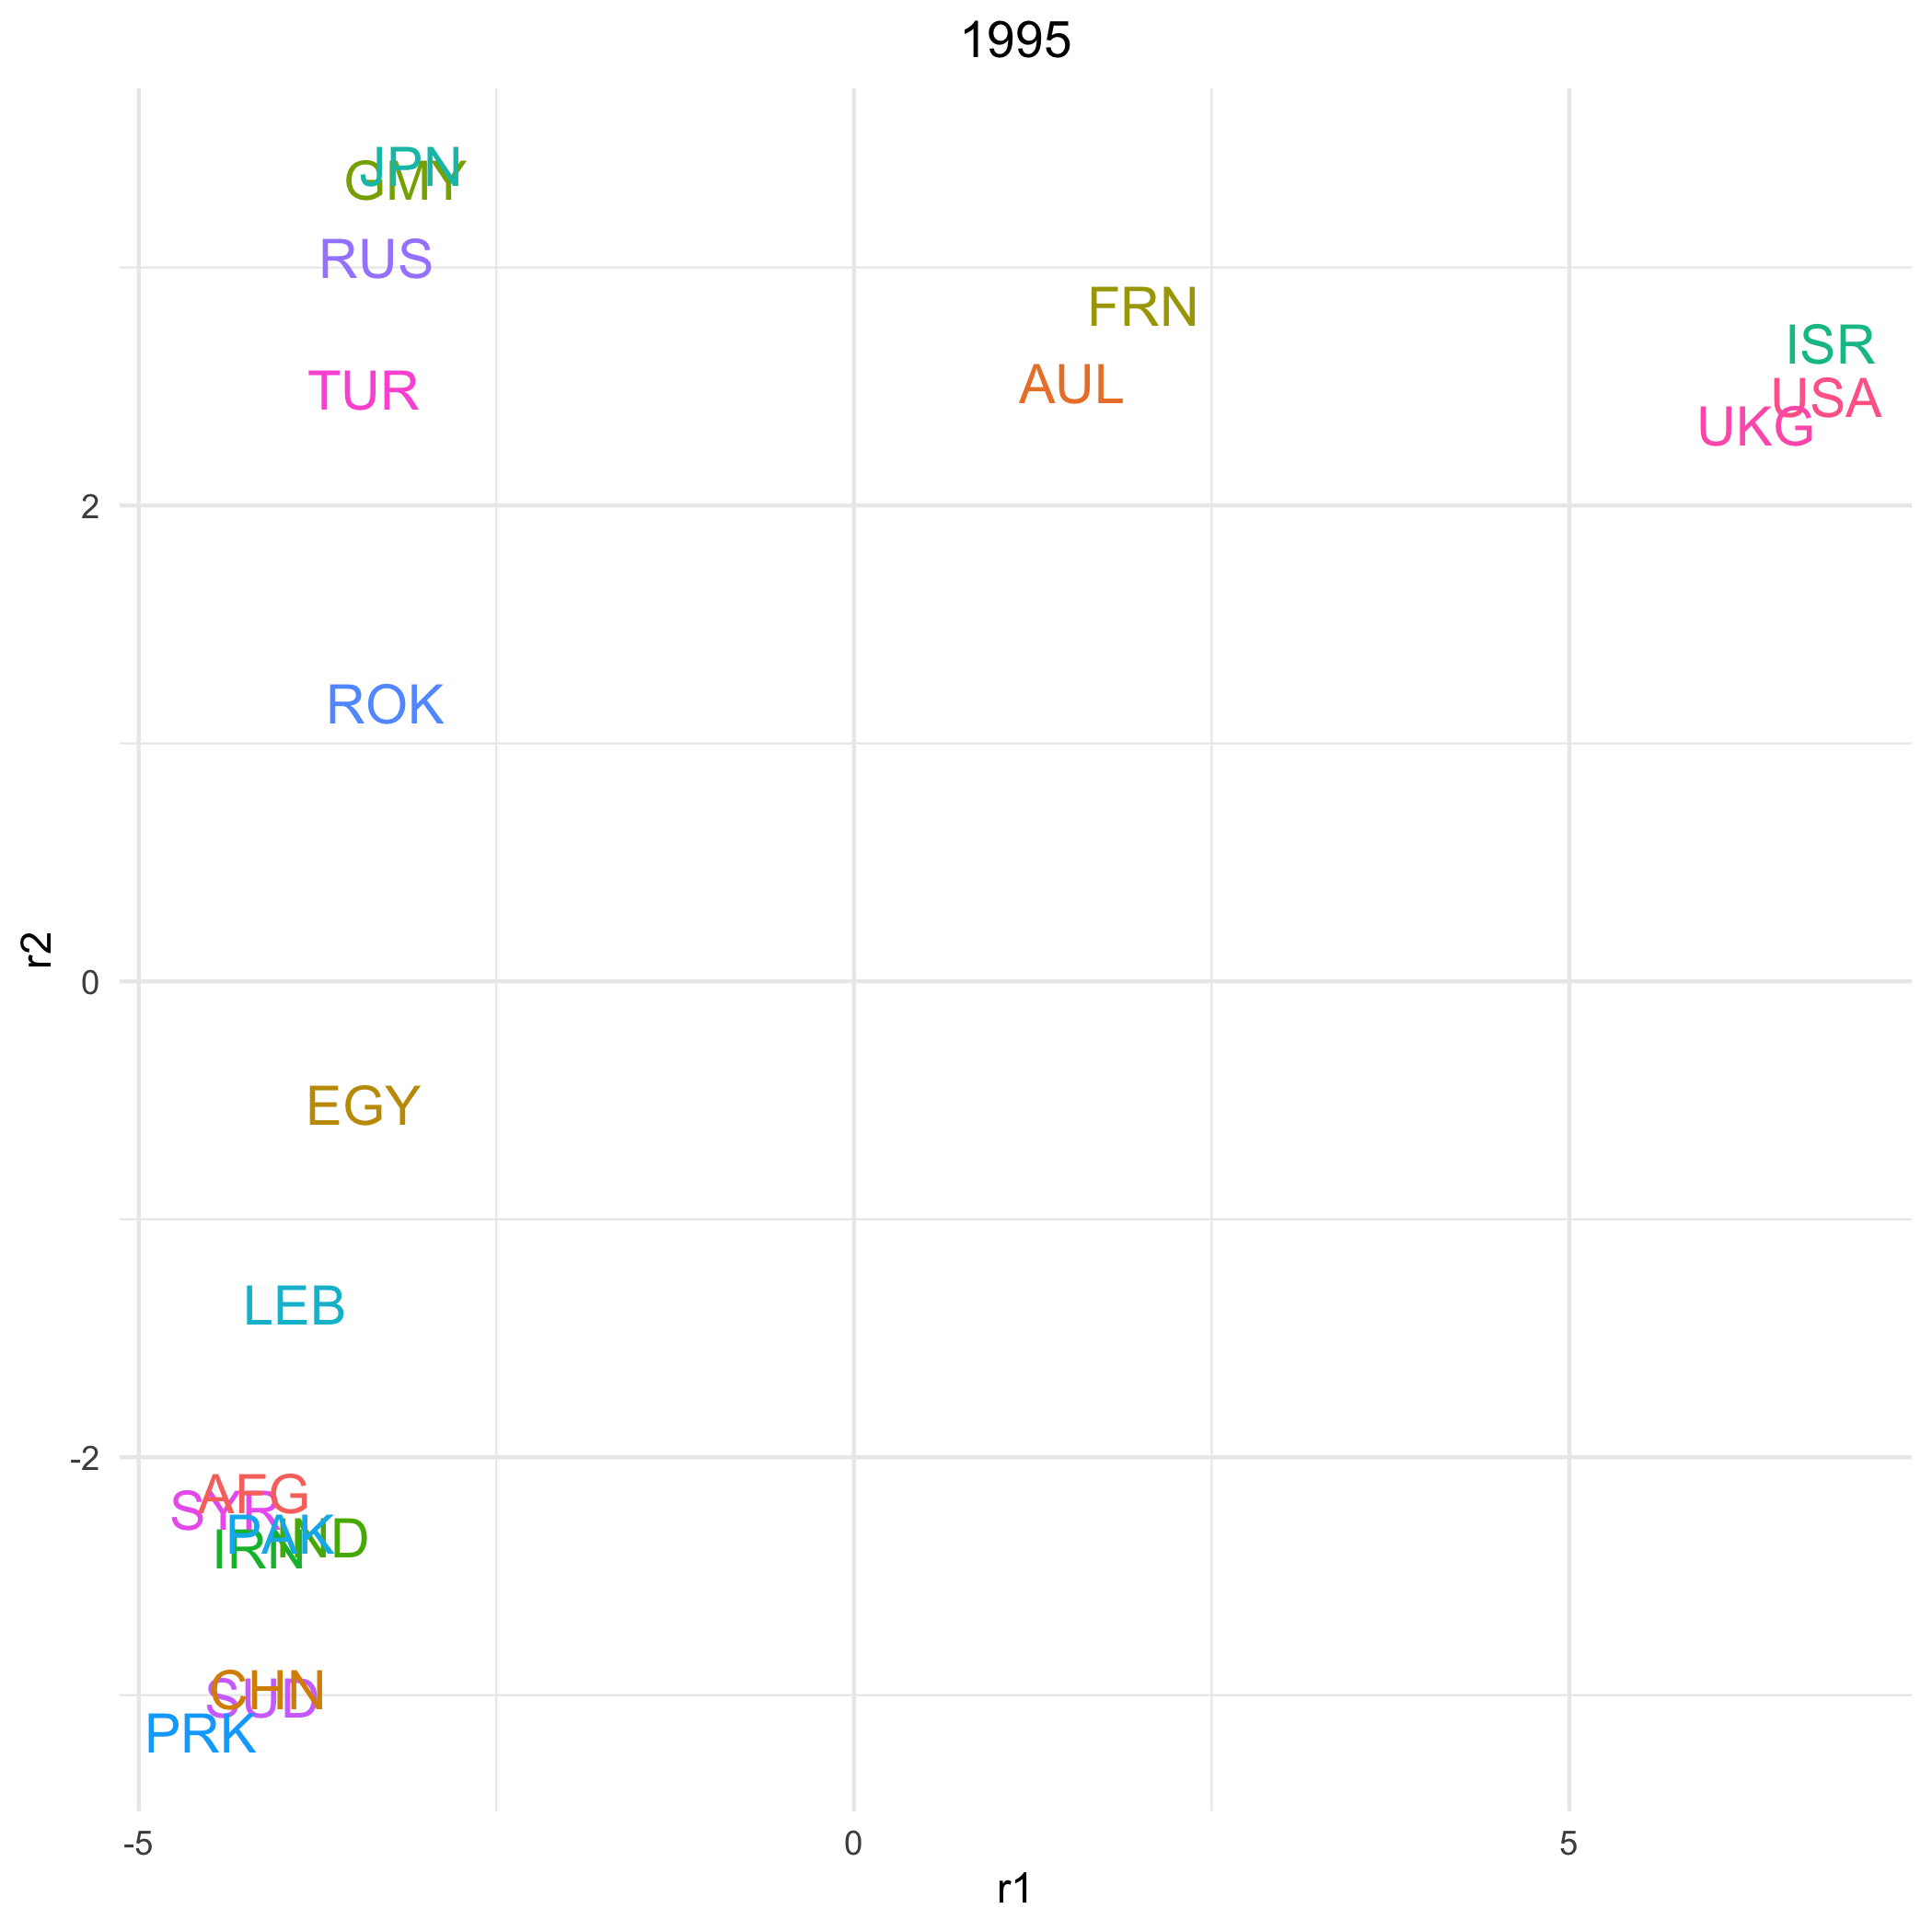 1995
JPN
GMY
RUS
FRN
ISR
TUR
AUL
USA
UKG
2
ROK
r2
0
EGY
LEB
-2
AFG
SYR
PAK
IND
IRN
CHN
SUD
PRK
-5
0
5
r1